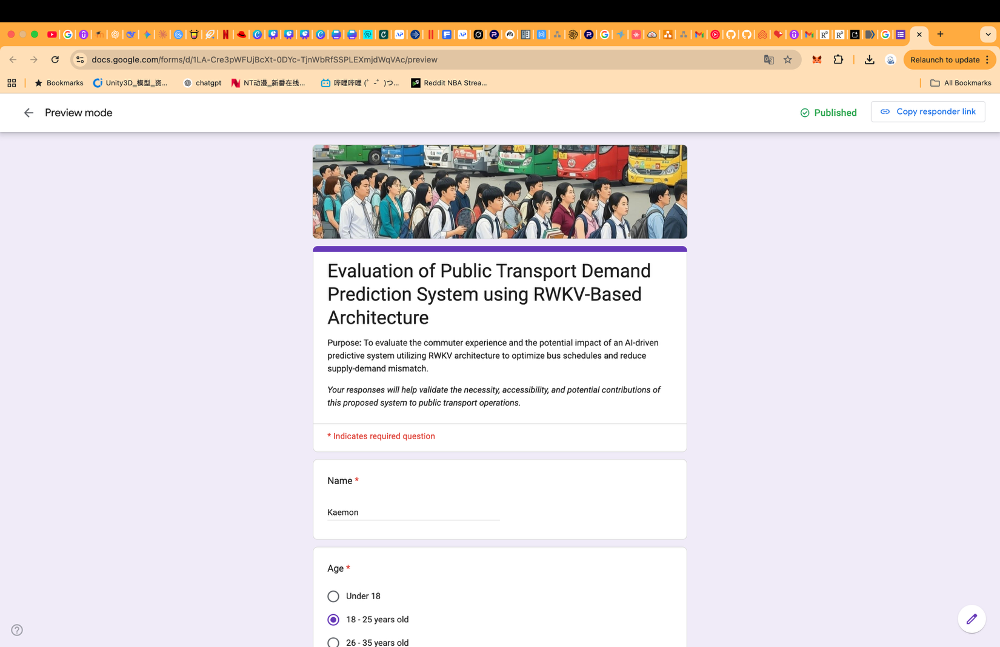 docs.google.com/forms/d/1LA-Cre3pWFUjBcXt-0DYc-TjnWbRfSSPLEXmjdWqVAc/preview
Relaunch to update
Bookmarks
Unity3D_模型_资...
chatgpt
NT动漫_新番在线...
哔哩哔哩 (゜-゜)つ...
Reddit NBA Strea...
All Bookmarks
Preview mode
Published
Copy responder link
Evaluation of Public Transport Demand
Prediction System using RWKV-Based
Architecture
Purpose: To evaluate the commuter experience and the potential impact of an AI-driven
predictive system utilizing RWKV architecture to optimize bus schedules and reduce
supply-demand mismatch.
Your responses will help validate the necessity, accessibility, and potential contributions of
this proposed system to public transport operations.
* Indicates required question
Name *
Kaemon
Age *
Under 18
18 - 25 years old
26 - 35 years old